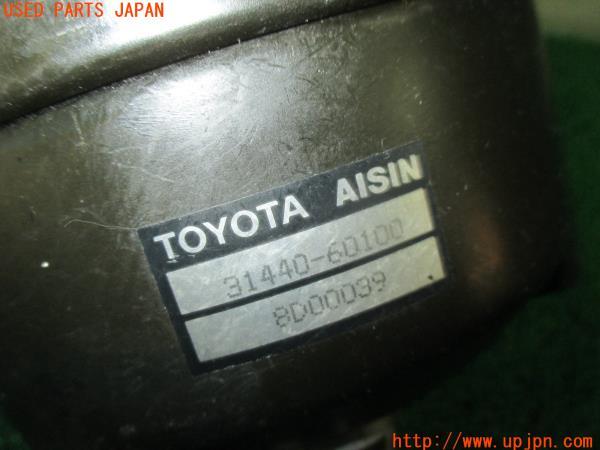 USED PARTS JAPAN
TOYOTA AISIN
31440-60100
8D00039
http://www.upjpn.com/